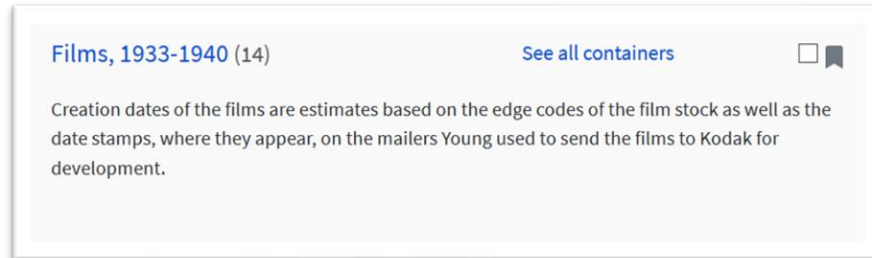 Films, 1933-1940 (14) See all containers
Creation dates of the films are estimates based on the edge codes of the film stock as well as the
date stamps, where they appear, on the mailers Young used to send the films to Kodak for
development.